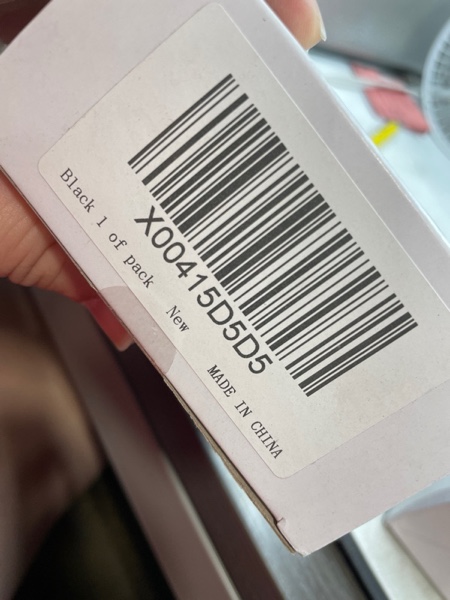 X00415D5D5
Black 1 of pack New
MADE IN CHINA